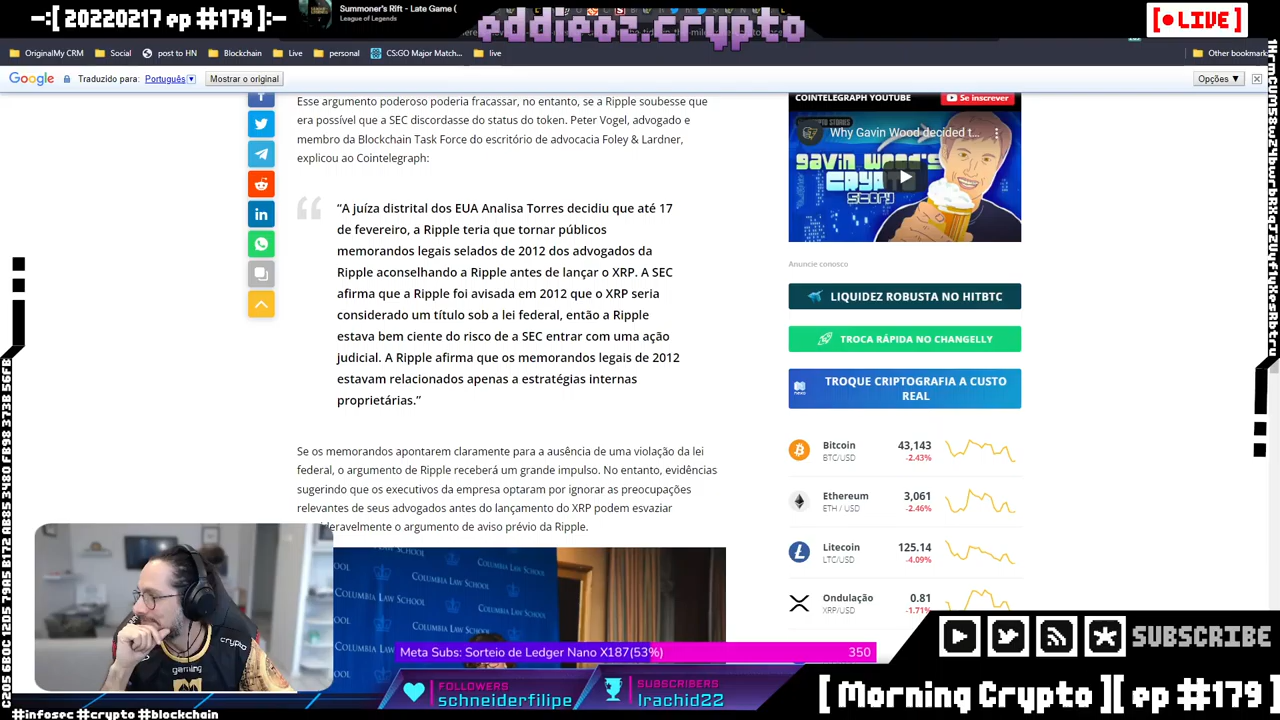 [ 20220217 ep #179 ]
Summoner's Rift - Late Game (
League of Legends
eddieoz.crypto
[ LIVE ]
OriginalMy CMI
Social
post to HN
Blockchain
Live
personal
CS:GO Major Match...
live
Other bookmark
Google
Traduzido para:
Português
Mostrar o original
Opções ▼
Esse argumento poderoso poderia fracassar, no entanto, se a Ripple soubesse que
era possível que a SEC discordasse do status do token. Peter Vogel, advogado e
membro da Blockchain Task Force do escritório de advocacia Foley & Lardner,
explicou ao Cointelegraph:
“A juíza distrital dos EUA Analisa Torres decidiu que até 17
de fevereiro, a Ripple teria que tornar públicos
memorandos legais selados de 2012 dos advogados da
Ripple aconselhando a Ripple antes de lançar o XRP. A SEC
afirma que a Ripple foi avisada em 2012 que o XRP seria
considerado um título sob a lei federal, então a Ripple
estava bem ciente do risco de a SEC entrar com uma ação
judicial. A Ripple afirma que os memorandos legais de 2012
estavam relacionados apenas a estratégias internas
proprietárias.”
Se os memorandos apontarem claramente para a ausência de uma violação da lei
federal, o argumento de Ripple receberá um grande impulso. No entanto, evidências
sugerindo que os executivos da empresa optaram por ignorar as preocupações
relevantes de seus advogados antes do lançamento do XRP podem esvaziar
deravelmente o argumento de aviso prévio da Ripple.
COLUMBIA LAW SCHOOL
COINTELEGRAPH YOUTUBE
Se inscrever
CRYPTO STORIES
Why Gavin Wood decided t...
GAVIN WOOD'S
CRYPTO
STORY
Anuncie conosco
LIQUIDEZ ROBUSTA NO HITBTC
TROCA RÁPIDA NO CHANGELLY
TROQUE CRIPTOGRAFIA A CUSTO
REAL
Bitcoin 43,143
BTC/USD -2.43%
Ethereum 3,061
ETH / USD -2.46%
Litecoin 125.14
LTC/USD -4.09%
Ondulação 0.81
XRP/USD -1.71%
crypto
morning
Meta Subs: Sorteio de Ledger Nano X187(53%) 350
FOLLOWERS
schneiderfilipe
SUBSCRIBERS
lrachid22
SUBSCRIBE
[ Morning Crypto ][ ep #179 ]
#infosec #crypto #blockchain